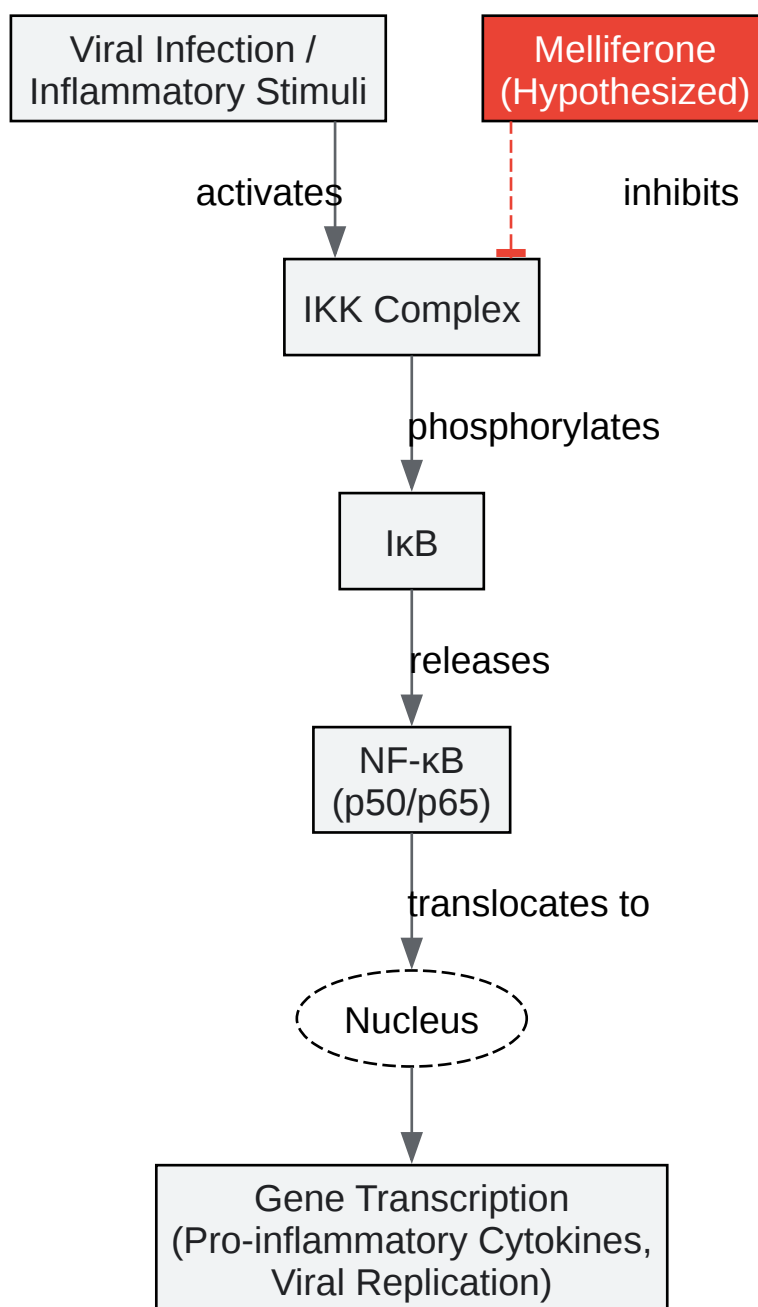 Viral Infection /
Inflammatory Stimuli
Melliferone
(Hypothesized)
activates
inhibits
IKK Complex
phosphorylates
IκB
releases
NF-κB
(p50/p65)
translocates to
Nucleus
Gene Transcription
(Pro-inflammatory Cytokines,
Viral Replication)